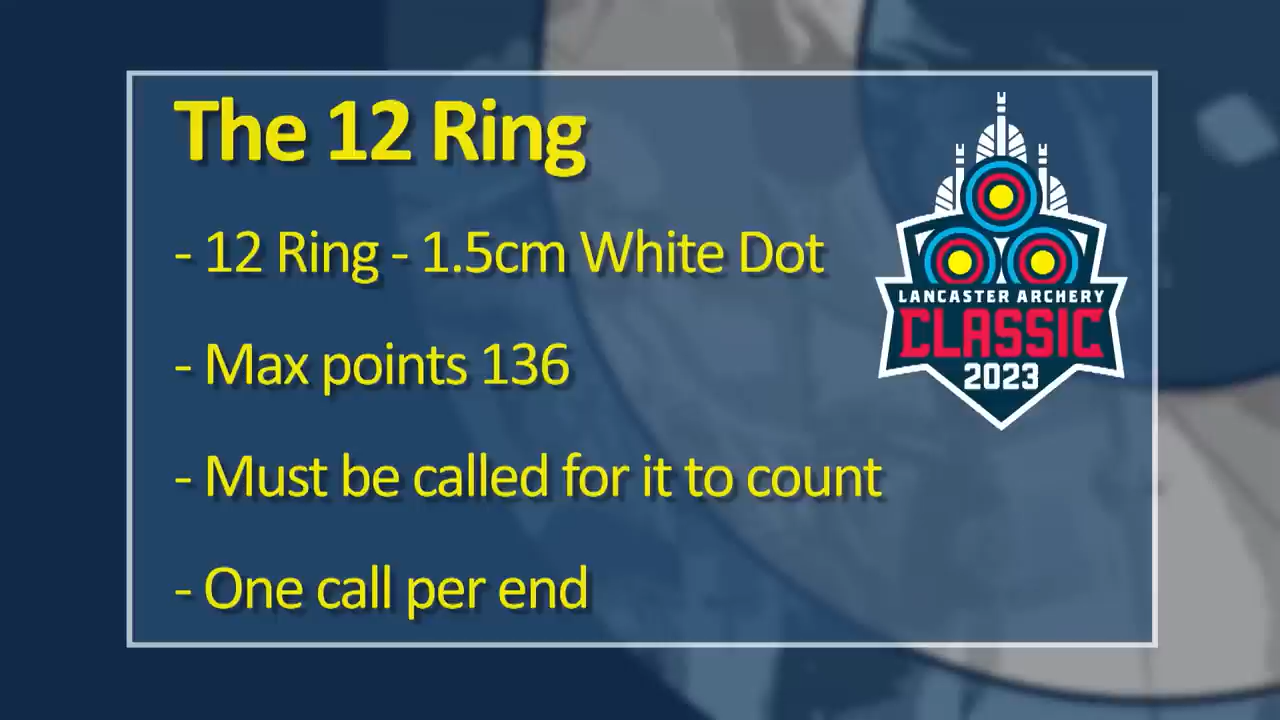 The 12 Ring
- 12 Ring - 1.5cm White Dot
- Max points 136
- Must be called for it to count
- One call per end
LANCASTER ARCHERY
CLASSIC
2023